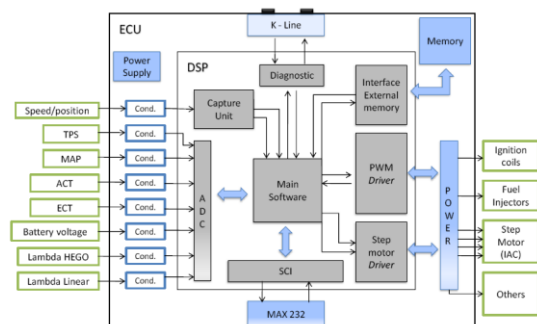 ECU
K - Line
Memory
Power
Supply
DSP
Diagnostic
Interface
External
memory
Speed/position
Cond.
Capture
Unit
TPS
Cond.
MAP
Cond.
ACT
Cond.
ECT
Cond.
Battery voltage
Cond.
Lambda HEGO
Cond.
Lambda Linear
Cond.
ADC
Main
Software
PWM
Driver
Step
motor
Driver
SCI
MAX 232
POWER
Ignition
coils
Fuel
Injectors
Step
Motor
(IAC)
Others